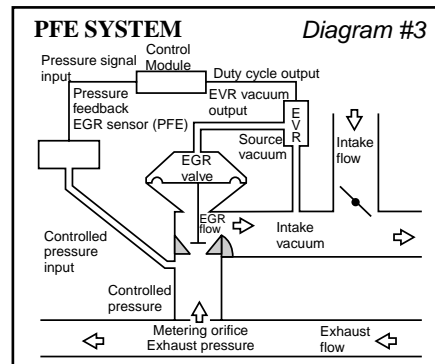 PFE SYSTEM
Diagram #3
Control
Module
Pressure signal
input
Duty cycle output
Pressure
feedback
EGR sensor (PFE)
EVR vacuum
output
EVR
Source
vacuum
Intake
flow
EGR
valve
EGR
flow
Intake
vacuum
Controlled
pressure
input
Controlled
pressure
Metering orifice
Exhaust pressure
Exhaust
flow